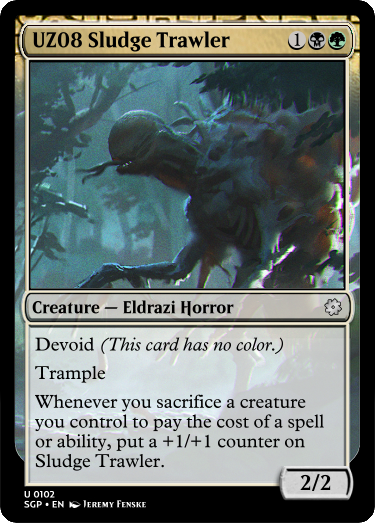 UZ08 Sludge Trawler 1
Creature — Eldrazi Horror
Devoid (This card has no color.)
Trample
Whenever you sacrifice a creature
you control to pay the cost of a spell
or ability, put a +1/+1 counter on
Sludge Trawler.
2/2
U 0102
SGP • EN Jeremy Fenske